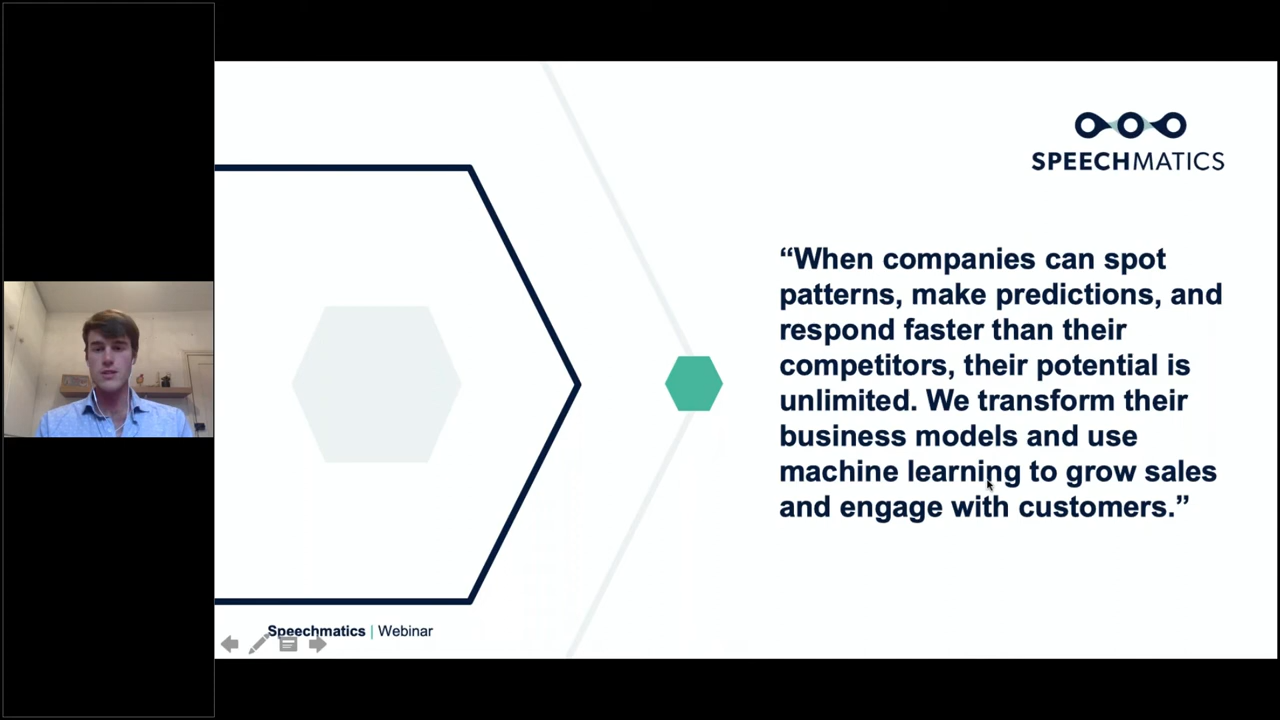 SPEECHMATICS
“When companies can spot
patterns, make predictions, and
respond faster than their
competitors, their potential is
unlimited. We transform their
business models and use
machine learning to grow sales
and engage with customers.”
Speechmatics | Webinar